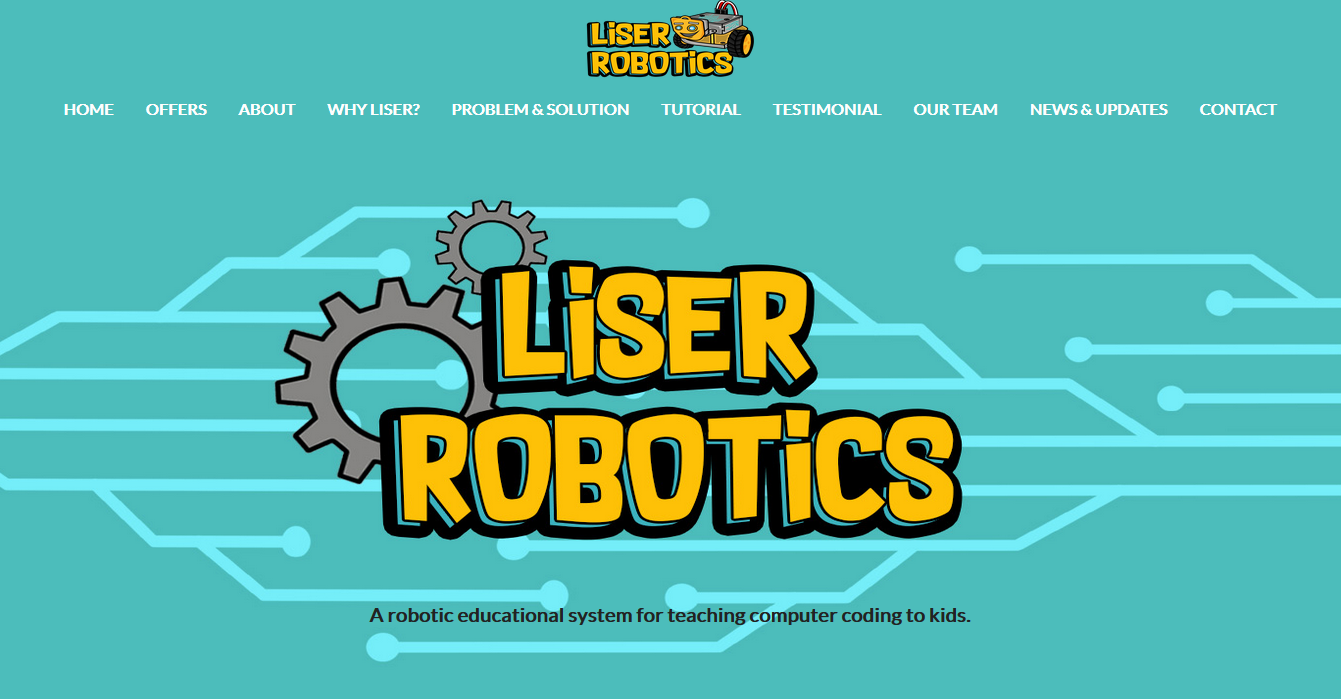 LiSER
ROBOTiCS
HOME OFFERS ABOUT WHY LISER? PROBLEM & SOLUTION TUTORIAL TESTIMONIAL OUR TEAM NEWS & UPDATES CONTACT
LiSER
ROBOTiCS
A robotic educational system for teaching computer coding to kids.